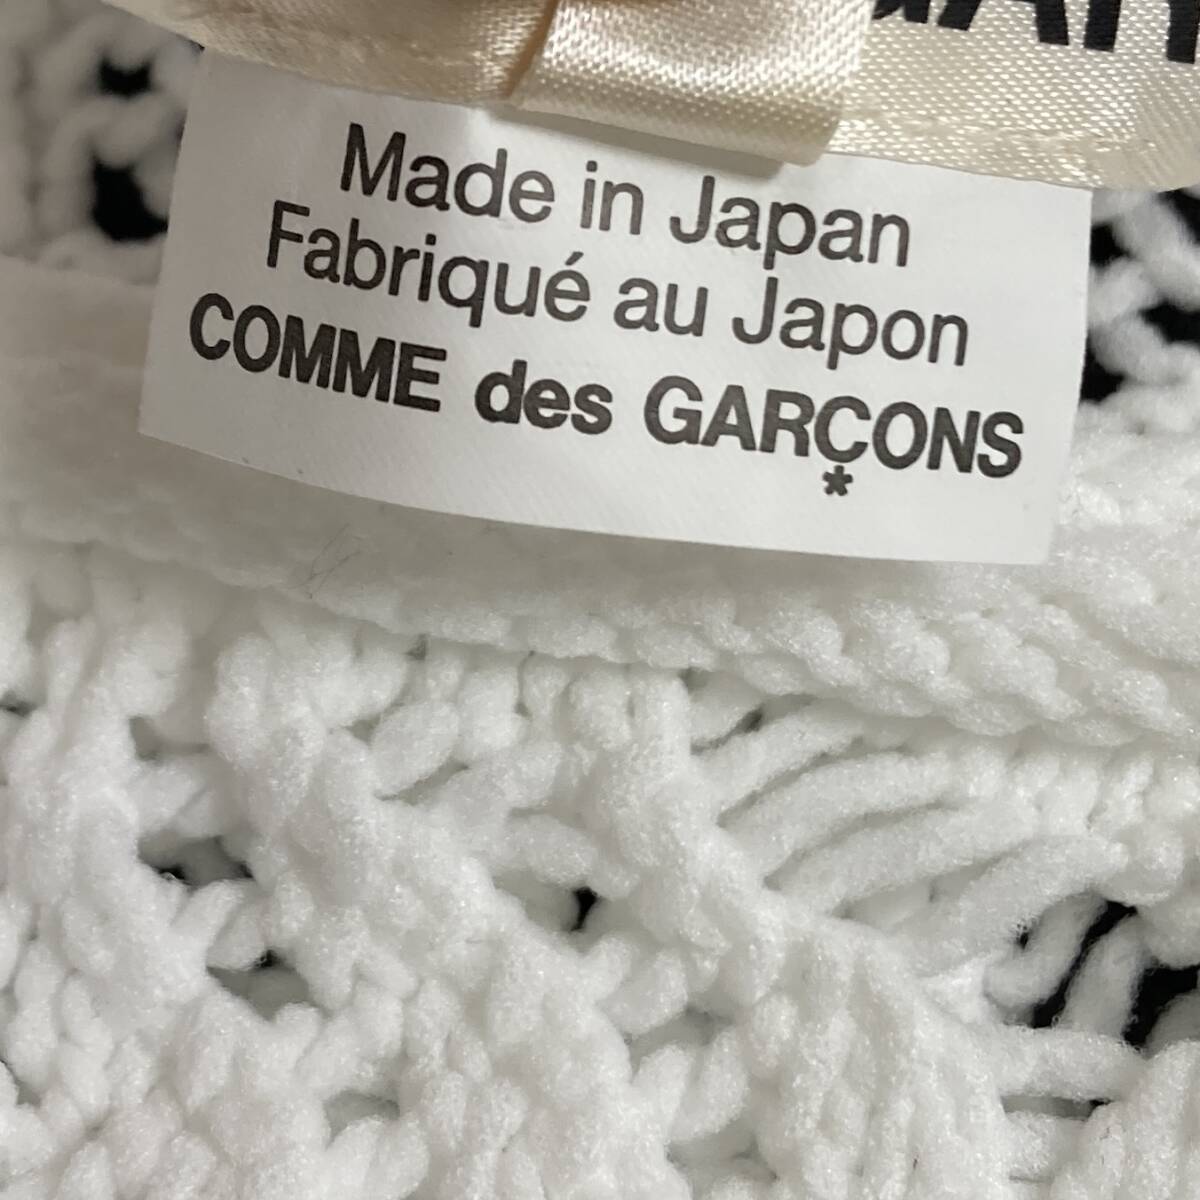 Made in Japan
Fabriqué au Japon
COMME des GARÇONS
*